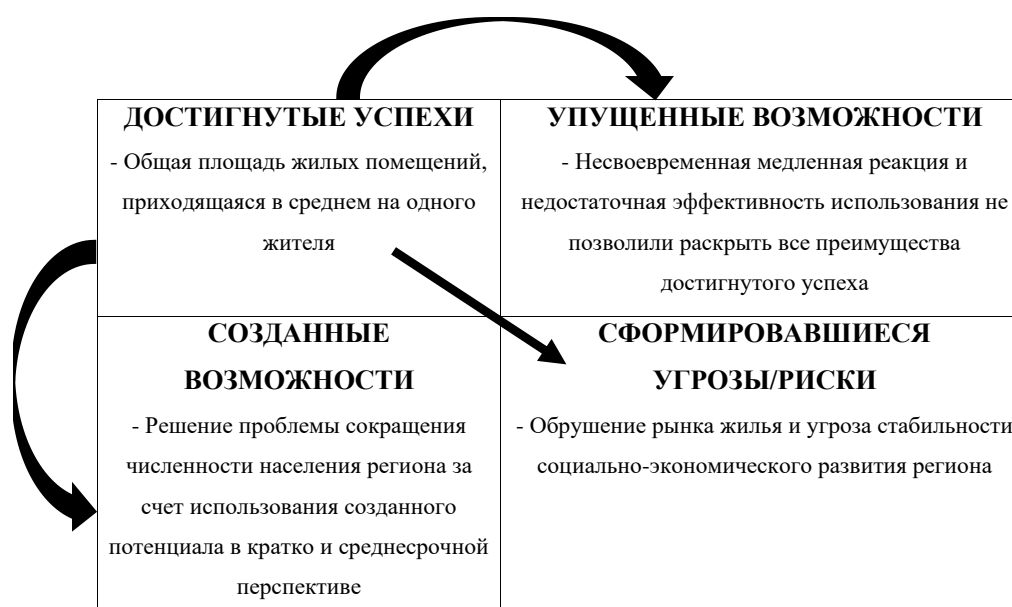 ДОСТИГНУТЫЕ УСПЕХИ
- Общая площадь жилых помещений,
приходящаяся в среднем на одного
жителя
УПУЩЕННЫЕ ВОЗМОЖНОСТИ
- Несвоевременная медленная реакция и
недостаточная эффективность использования не
позволили раскрыть все преимущества
достигнутого успеха
СОЗДАННЫЕ
ВОЗМОЖНОСТИ
- Решение проблемы сокращения
численности населения региона за
счет использования созданного
потенциала в кратко и среднесрочной
перспективе
СФОРМИРОВАВШИЕСЯ
УГРОЗЫ/РИСКИ
- Обрушение рынка жилья и угроза стабильности
социально-экономического развития региона